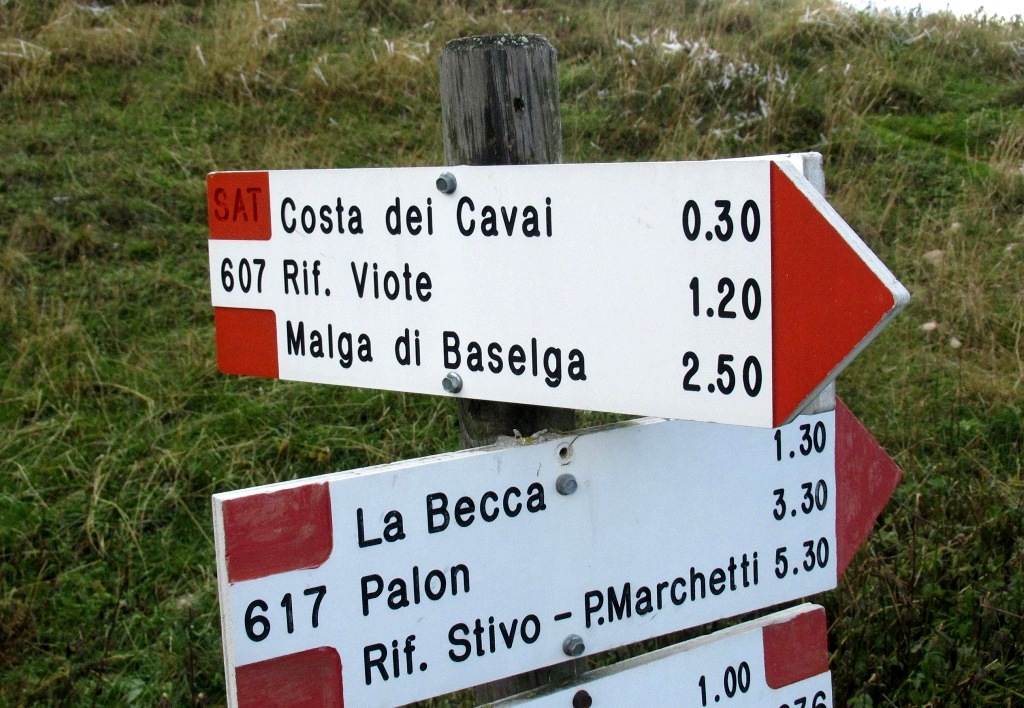 SAT Costa dei Cavai 0.30
607 Rif. Viote 1.20
Malga di Baselga 2.50
La Becca 1.30
617 Palon 3.30
Rif. Stivo - P.Marchetti 5.30
1.00